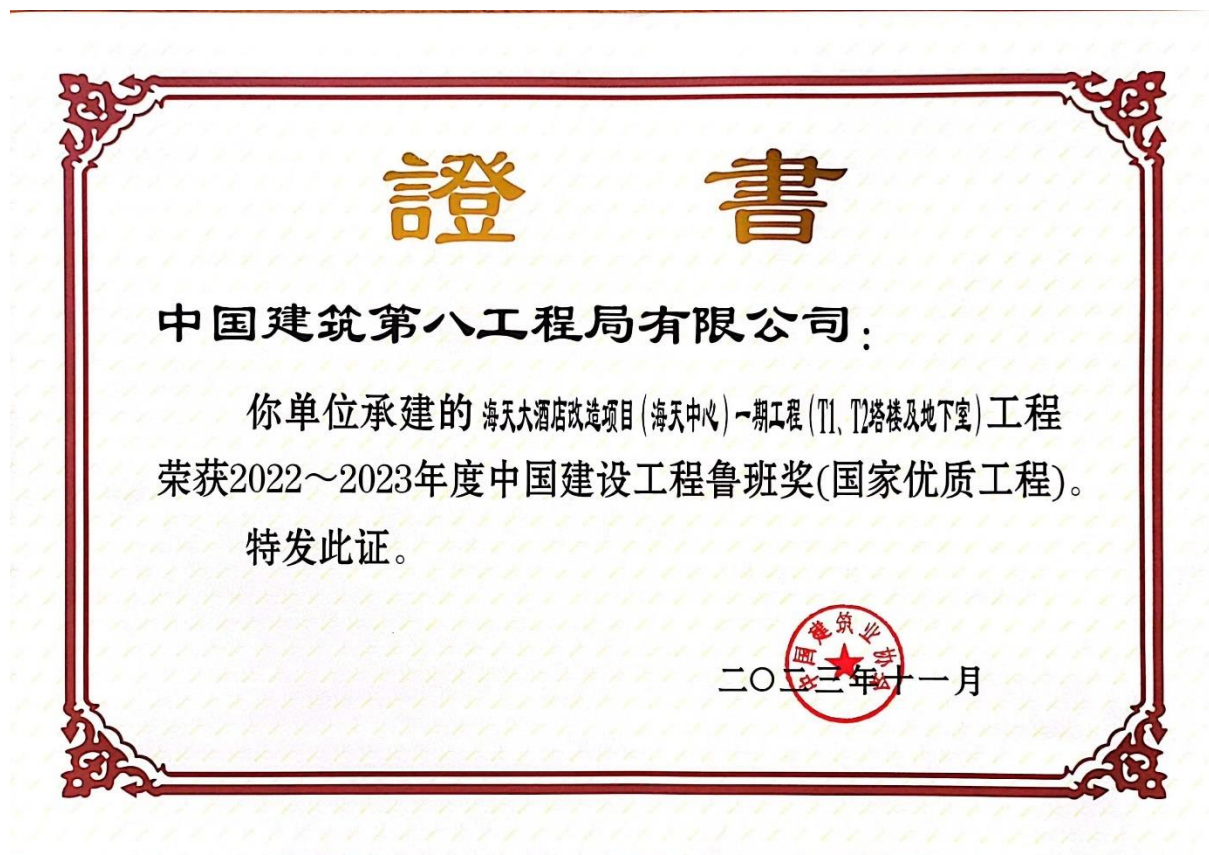 證書
中国建筑第八工程局有限公司：
你单位承建的 海天大酒店改造项目(海天中心)一期工程(T1、T2塔楼及地下室)工程
荣获2022～2023年度中国建设工程鲁班奖(国家优质工程)。
特发此证。
中国建筑业协会
二〇二三年十一月